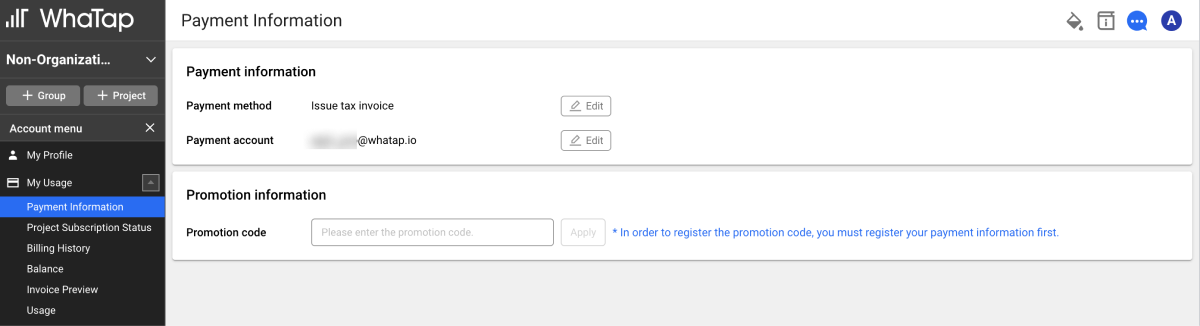 WhaTap
Payment Information
A
Non-Organizati...
Group
Project
Account menu
My Profile
My Usage
Payment Information
Project Subscription Status
Billing History
Balance
Invoice Preview
Usage
Payment information
Payment method Issue tax invoice Edit
Payment account @whatap.io Edit
Promotion information
Promotion code Please enter the promotion code. Apply * In order to register the promotion code, you must register your payment information first.